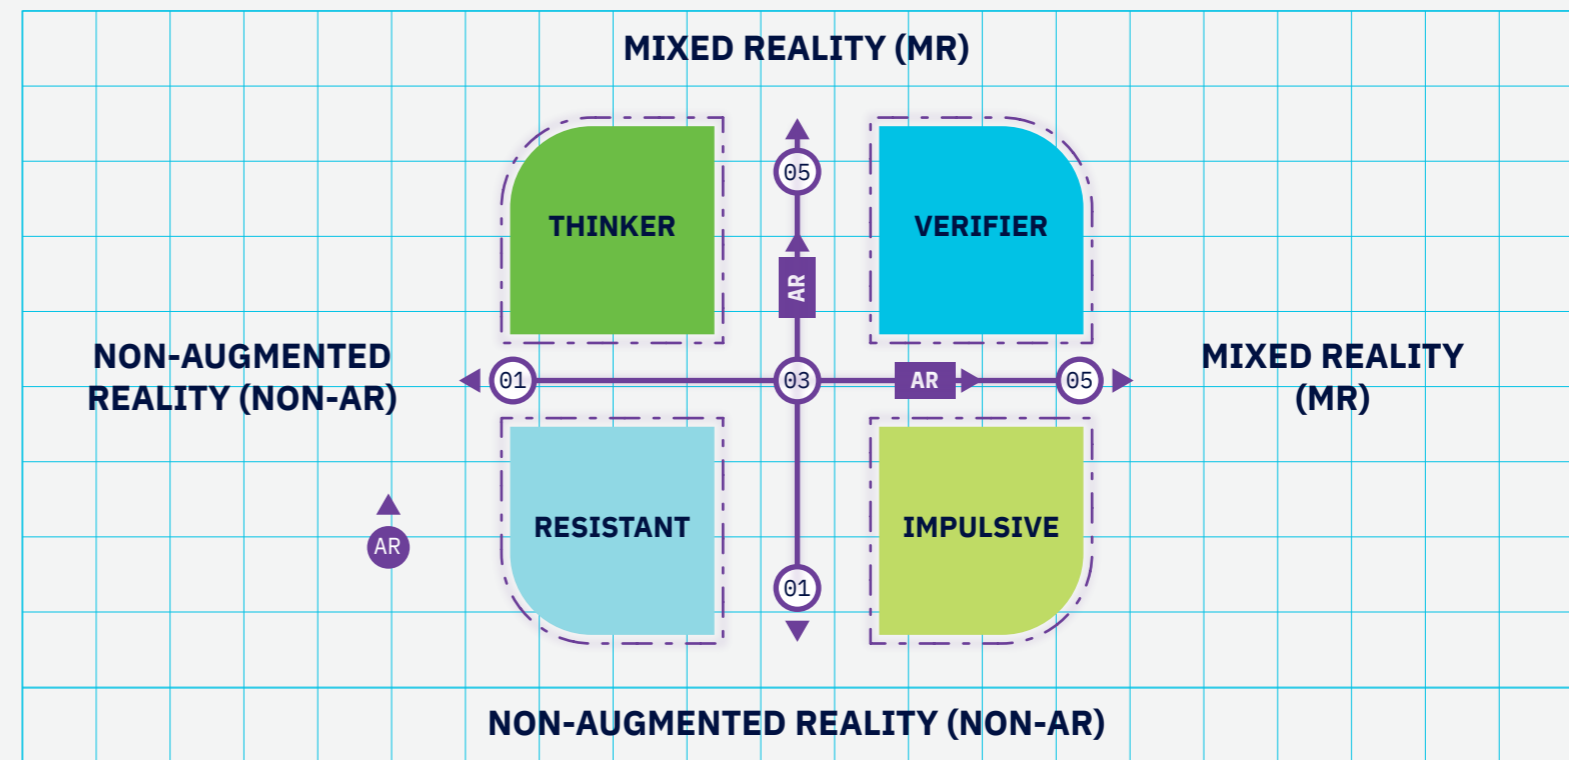 MIXED REALITY (MR)
05
THINKER
VERIFIER
AR
NON-AUGMENTED
REALITY (NON-AR)
01
03
AR
05
MIXED REALITY
(MR)
RESISTANT
IMPULSIVE
AR
01
NON-AUGMENTED REALITY (NON-AR)